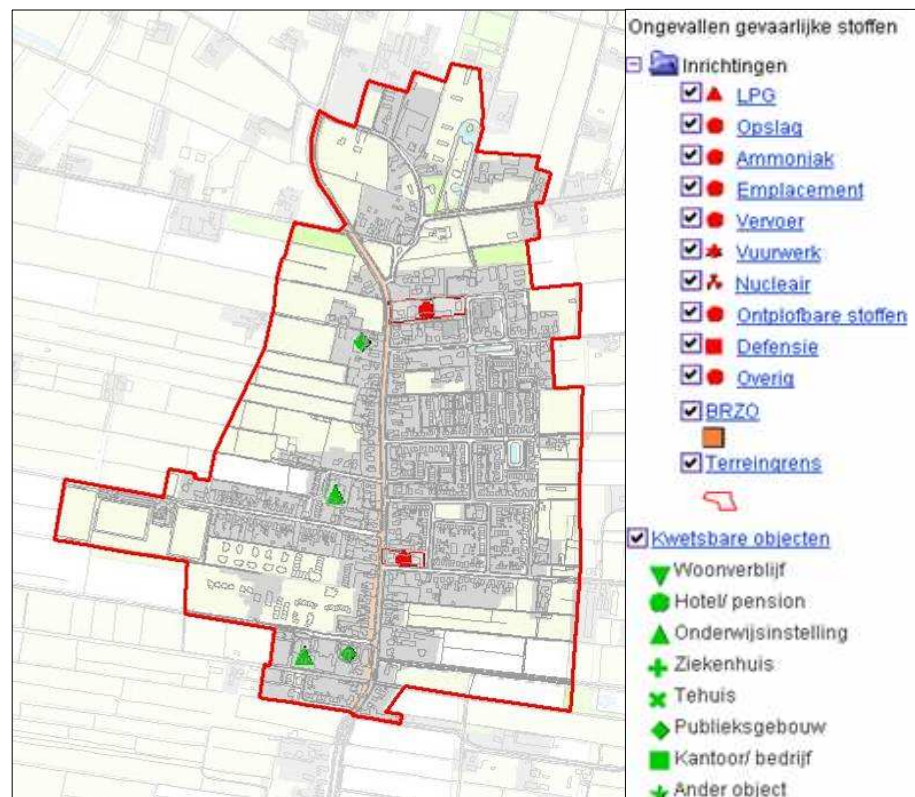 Ongevallen gevaarlijke stoffen
Inrichtingen
LPG
Opslag
Ammoniak
Emplacement
Vervoer
Vuurwerk
Nucleair
Ontplofbare stoffen
Defensie
Overig
BRZO
Terreingrens
Kwetsbare objecten
Woonverblijf
Hotel/ pension
Onderwijsinstelling
Ziekenhuis
Tehuis
Publieksgebouw
Kantoor/ bedrijf
Ander object